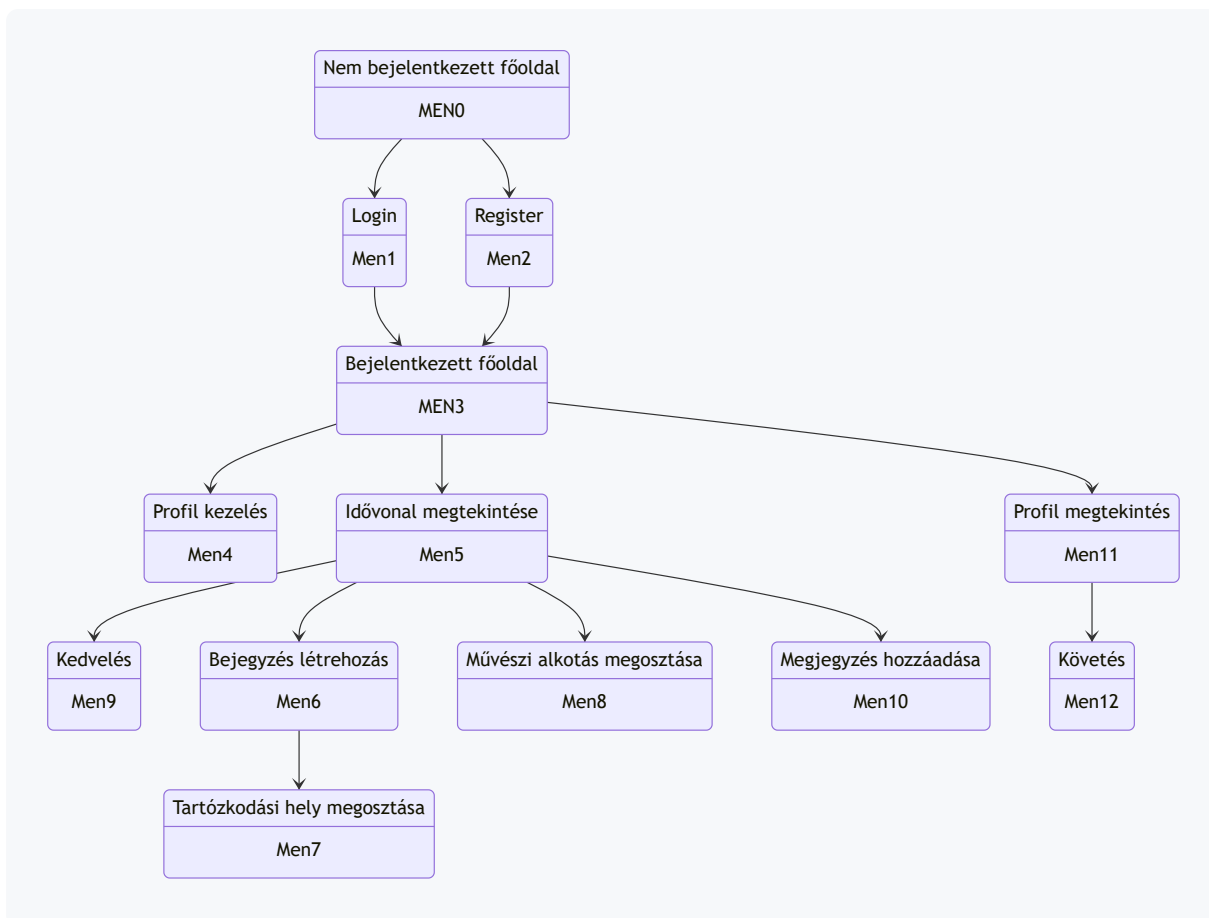 Nem bejelentkezett főoldal
MEN0
Login
Men1
Register
Men2
Bejelentkezett főoldal
MEN3
Profil kezelés
Men4
Idővonal megtekintése
Men5
Profil megtekintés
Men11
Kedvelés
Men9
Bejegyzés létrehozás
Men6
Művészi alkotás megosztása
Men8
Megjegyzés hozzáadása
Men10
Követés
Men12
Tartózkodási hely megosztása
Men7